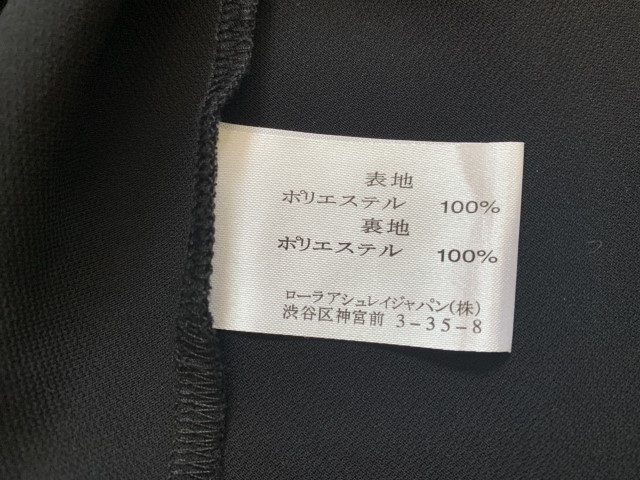 表地
ポリエステル 100%
裏地
ポリエステル 100%
ローラアシュレイジャパン(株)
渋谷区神宮前 3-35-8